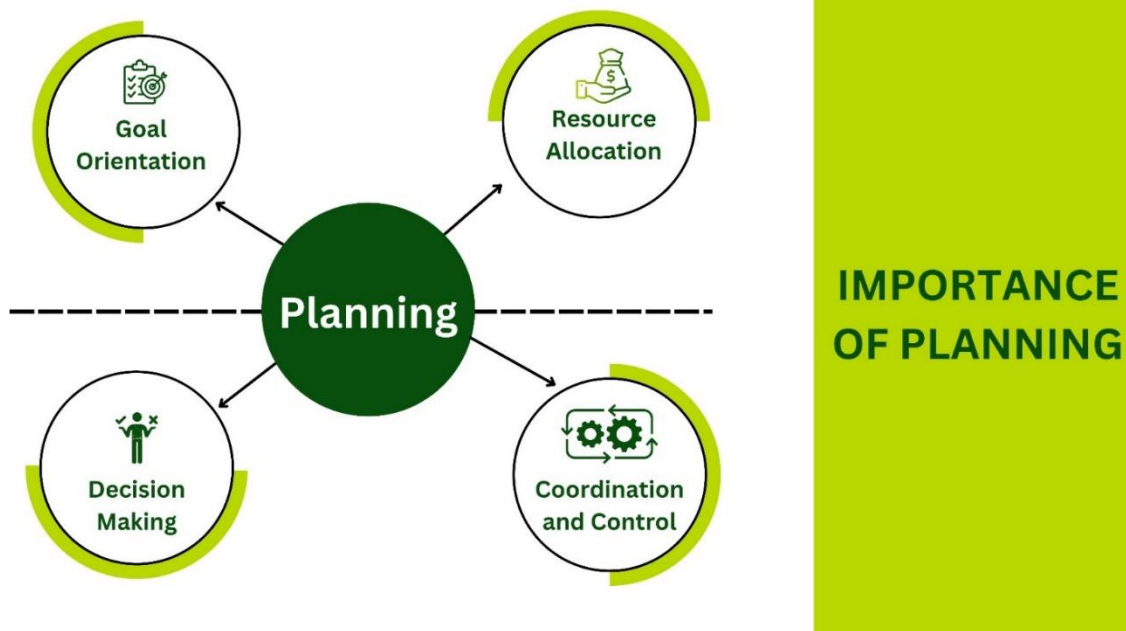 Goal
Orientation
Resource
Allocation
$
Planning
Decision
Making
Coordination
and Control
IMPORTANCE
OF PLANNING